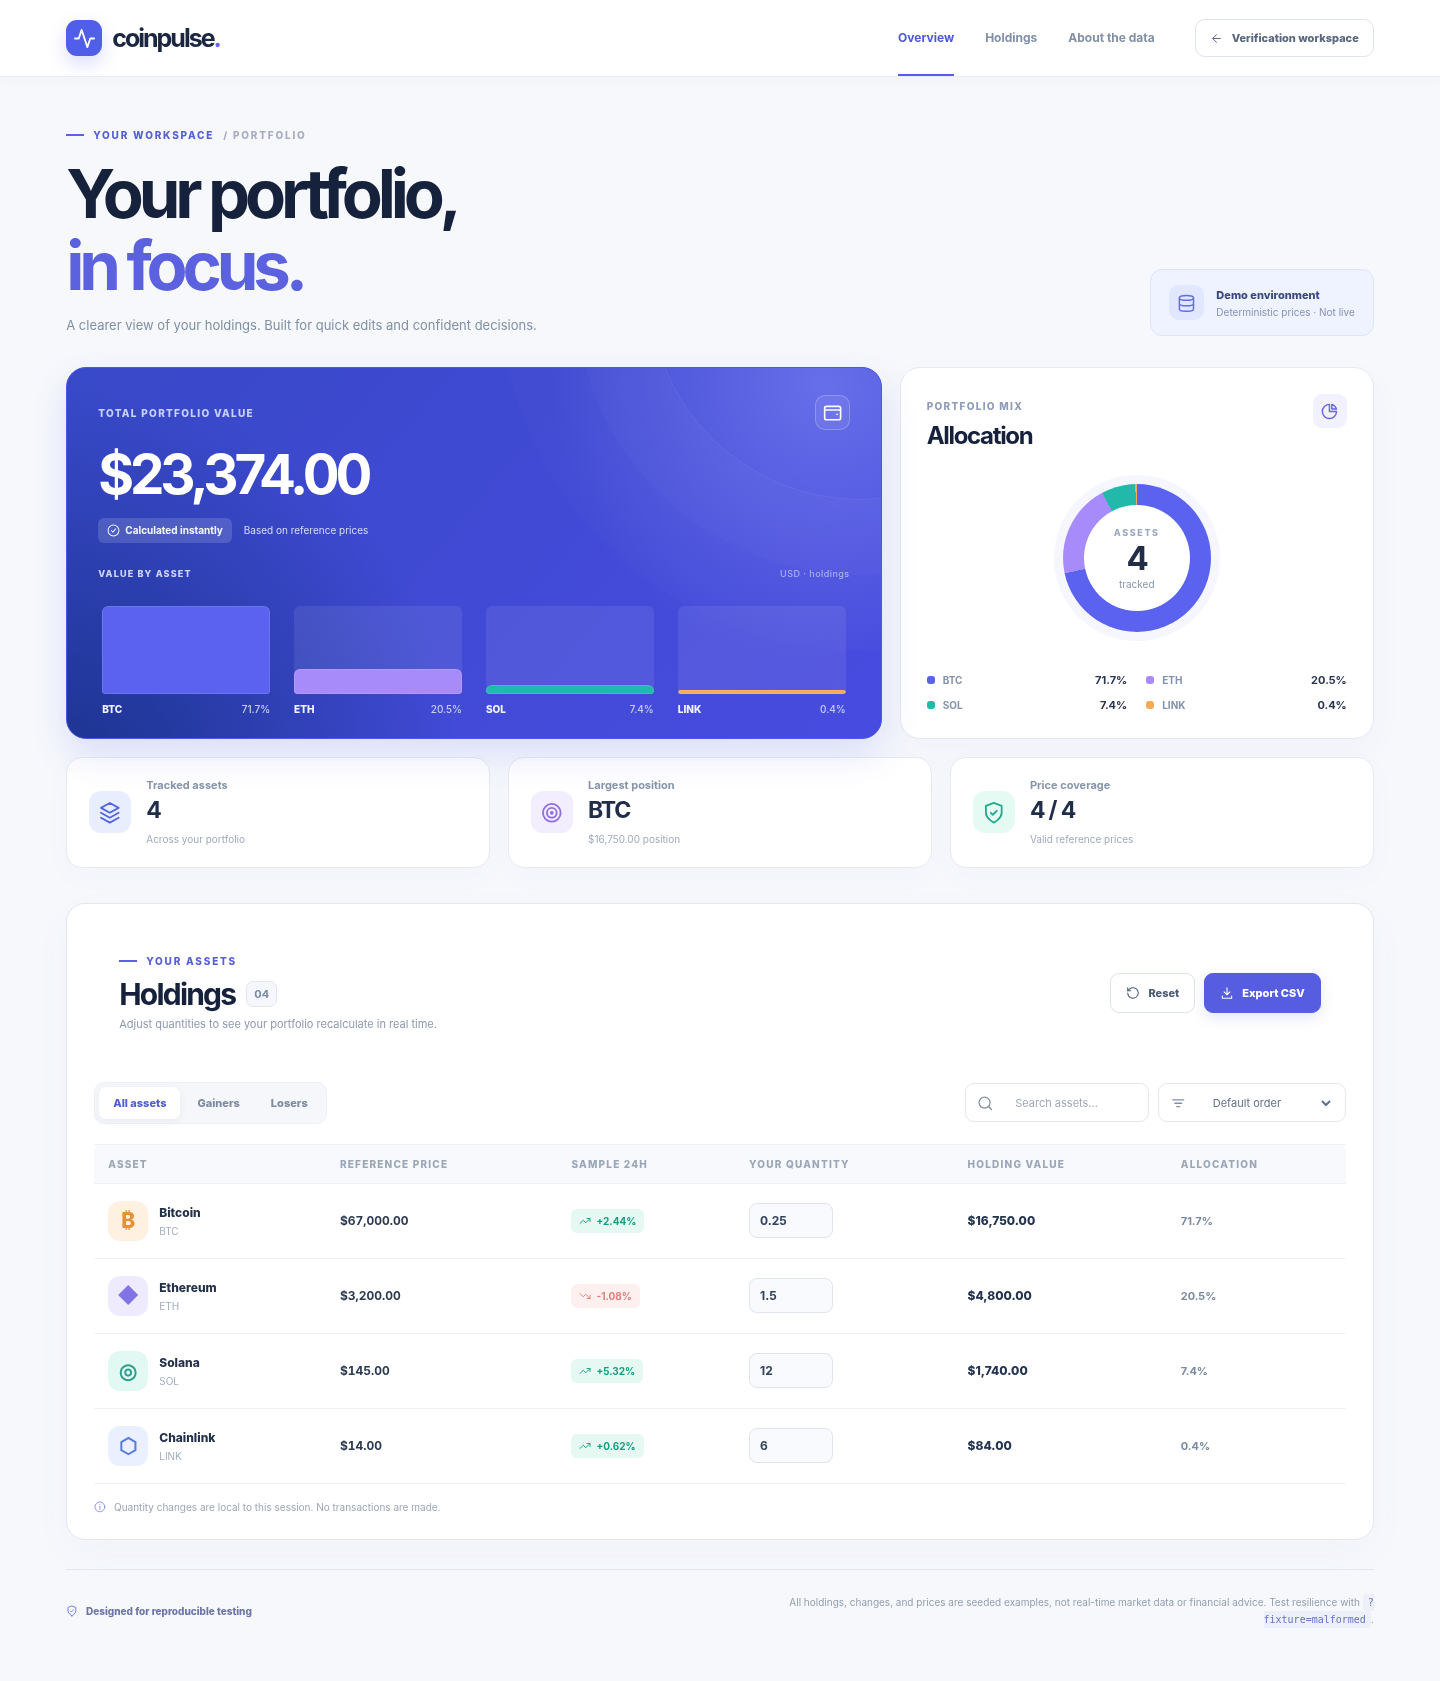 coinpulse.
Overview Holdings About the data Verification workspace
YOUR WORKSPACE / PORTFOLIO
Your portfolio,
in focus.
A clearer view of your holdings. Built for quick edits and confident decisions.
Demo environment
Deterministic prices · Not live
TOTAL PORTFOLIO VALUE
$23,374.00
Calculated instantly Based on reference prices
VALUE BY ASSET USD · holdings
BTC 71.7% ETH 20.5% SOL 7.4% LINK 0.4%
PORTFOLIO MIX
Allocation
ASSETS
4
tracked
BTC 71.7% ETH 20.5%
SOL 7.4% LINK 0.4%
Tracked assets
4
Across your portfolio
Largest position
BTC
$16,750.00 position
Price coverage
4 / 4
Valid reference prices
YOUR ASSETS
Holdings 04
Adjust quantities to see your portfolio recalculate in real time.
Reset Export CSV
All assets Gainers Losers
Search assets... Default order
ASSET REFERENCE PRICE SAMPLE 24H YOUR QUANTITY HOLDING VALUE ALLOCATION
Bitcoin
BTC
$67,000.00 +2.44% 0.25 $16,750.00 71.7%
Ethereum
ETH
$3,200.00 -1.08% 1.5 $4,800.00 20.5%
Solana
SOL
$145.00 +5.32% 12 $1,740.00 7.4%
Chainlink
LINK
$14.00 +0.62% 6 $84.00 0.4%
Quantity changes are local to this session. No transactions are made.
Designed for reproducible testing
All holdings, changes, and prices are seeded examples, not real-time market data or financial advice. Test resilience with ?
fixture=malformed .